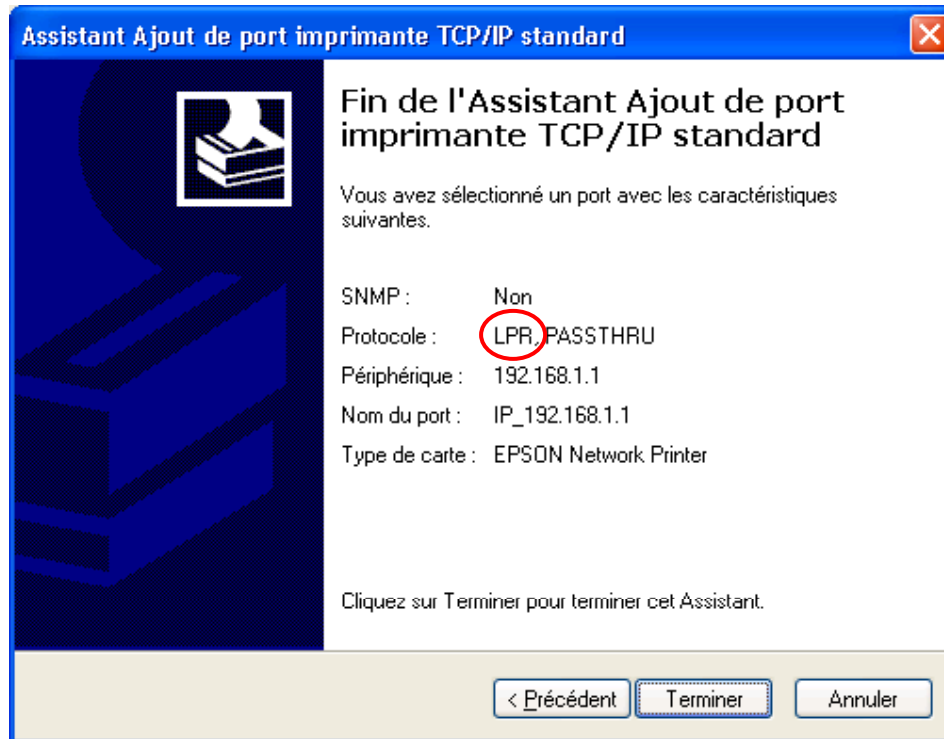 Assistant Ajout de port imprimante TCP/IP standard
Fin de l'Assistant Ajout de port
imprimante TCP/IP standard
Vous avez sélectionné un port avec les caractéristiques
suivantes.
SNMP : Non
Protocole : LPR, PASSTHRU
Périphérique : 192.168.1.1
Nom du port : IP_192.168.1.1
Type de carte : EPSON Network Printer
Cliquez sur Terminer pour terminer cet Assistant.
< Précédent Terminer Annuler